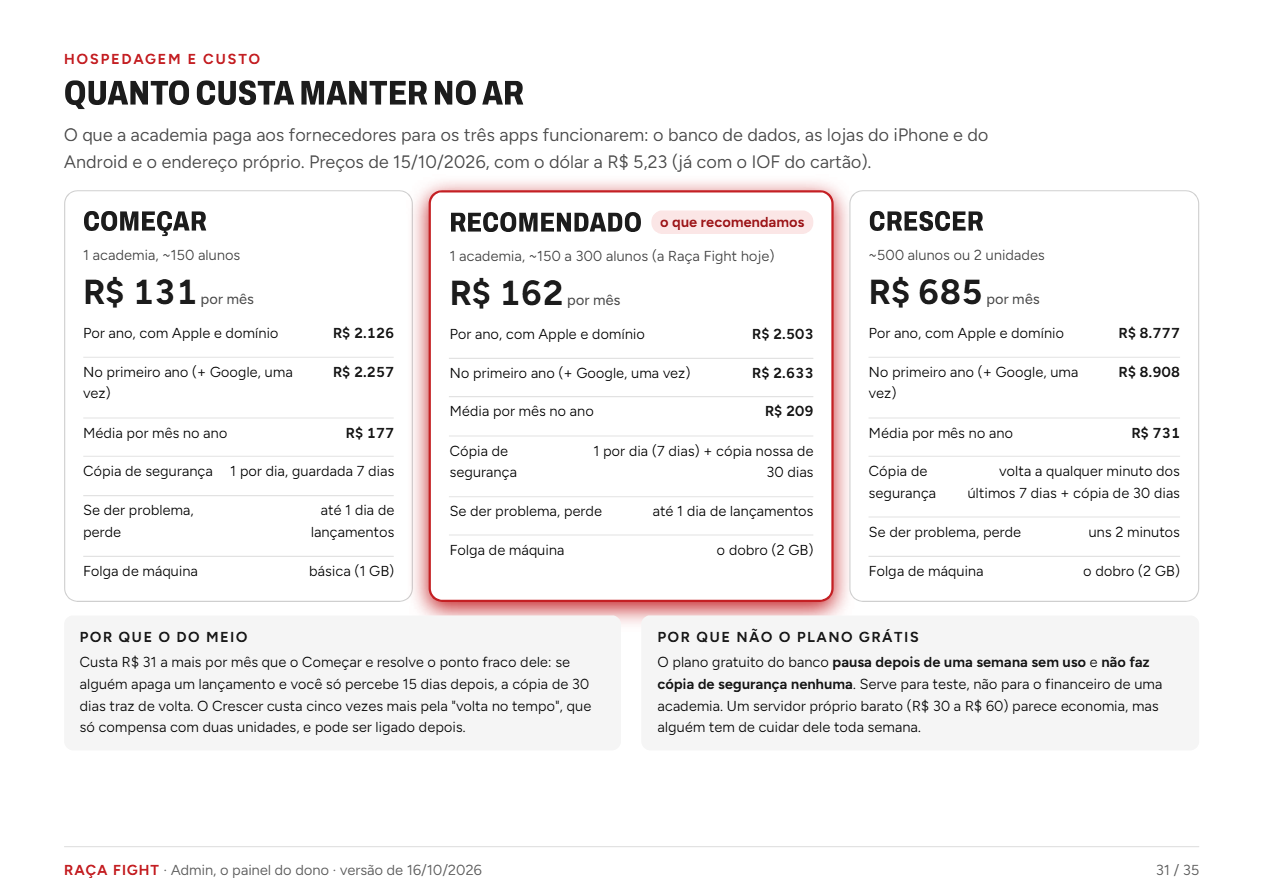 HOSPEDAGEM E CUSTO
QUANTO CUSTA MANTER NO AR
O que a academia paga aos fornecedores para os três apps funcionarem: o banco de dados, as lojas do iPhone e do
Android e o endereço próprio. Preços de 15/10/2026, com o dólar a R$ 5,23 (já com o IOF do cartão).
COMEÇAR
1 academia, ~150 alunos
R$ 131 por mês
Por ano, com Apple e domínio R$ 2.126
No primeiro ano (+ Google, uma R$ 2.257
vez)
Média por mês no ano R$ 177
Cópia de segurança 1 por dia, guardada 7 dias
Se der problema, até 1 dia de
perde lançamentos
Folga de máquina básica (1 GB)
RECOMENDADO o que recomendamos
1 academia, ~150 a 300 alunos (a Raça Fight hoje)
R$ 162 por mês
Por ano, com Apple e domínio R$ 2.503
No primeiro ano (+ Google, uma vez) R$ 2.633
Média por mês no ano R$ 209
Cópia de 1 por dia (7 dias) + cópia nossa de
segurança 30 dias
Se der problema, perde até 1 dia de lançamentos
Folga de máquina o dobro (2 GB)
CRESCER
~500 alunos ou 2 unidades
R$ 685 por mês
Por ano, com Apple e domínio R$ 8.777
No primeiro ano (+ Google, uma R$ 8.908
vez)
Média por mês no ano R$ 731
Cópia de volta a qualquer minuto dos
segurança últimos 7 dias + cópia de 30 dias
Se der problema, perde uns 2 minutos
Folga de máquina o dobro (2 GB)
POR QUE O DO MEIO
Custa R$ 31 a mais por mês que o Começar e resolve o ponto fraco dele: se
alguém apaga um lançamento e você só percebe 15 dias depois, a cópia de 30
dias traz de volta. O Crescer custa cinco vezes mais pela "volta no tempo", que
só compensa com duas unidades, e pode ser ligado depois.
POR QUE NÃO O PLANO GRÁTIS
O plano gratuito do banco pausa depois de uma semana sem uso e não faz
cópia de segurança nenhuma. Serve para teste, não para o financeiro de uma
academia. Um servidor próprio barato (R$ 30 a R$ 60) parece economia, mas
alguém tem de cuidar dele toda semana.
RAÇA FIGHT · Admin, o painel do dono · versão de 16/10/2026 31 / 35